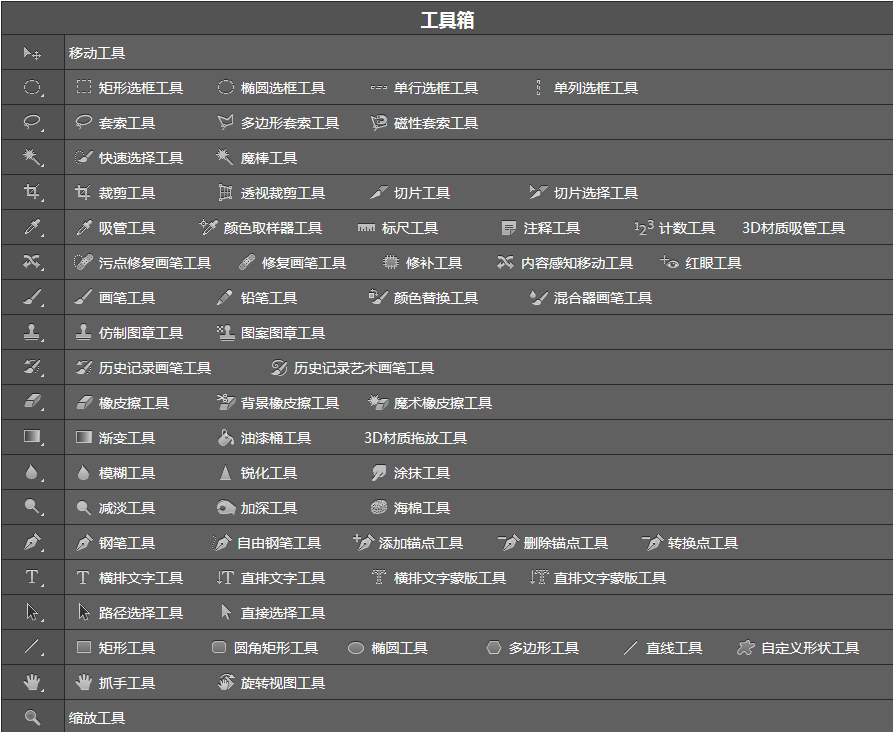 工具箱
移动工具
矩形选框工具 椭圆选框工具 单行选框工具 单列选框工具
套索工具 多边形套索工具 磁性套索工具
快速选择工具 魔棒工具
裁剪工具 透视裁剪工具 切片工具 切片选择工具
吸管工具 颜色取样器工具 标尺工具 注释工具 计数工具 3D材质吸管工具
污点修复画笔工具 修复画笔工具 修补工具 内容感知移动工具 红眼工具
画笔工具 铅笔工具 颜色替换工具 混合器画笔工具
仿制图章工具 图案图章工具
历史记录画笔工具 历史记录艺术画笔工具
橡皮擦工具 背景橡皮擦工具 魔术橡皮擦工具
渐变工具 油漆桶工具 3D材质拖放工具
模糊工具 锐化工具 涂抹工具
减淡工具 加深工具 海棉工具
钢笔工具 自由钢笔工具 添加锚点工具 删除锚点工具 转换点工具
横排文字工具 直排文字工具 横排文字蒙版工具 直排文字蒙版工具
路径选择工具 直接选择工具
矩形工具 圆角矩形工具 椭圆工具 多边形工具 直线工具 自定义形状工具
抓手工具 旋转视图工具
缩放工具